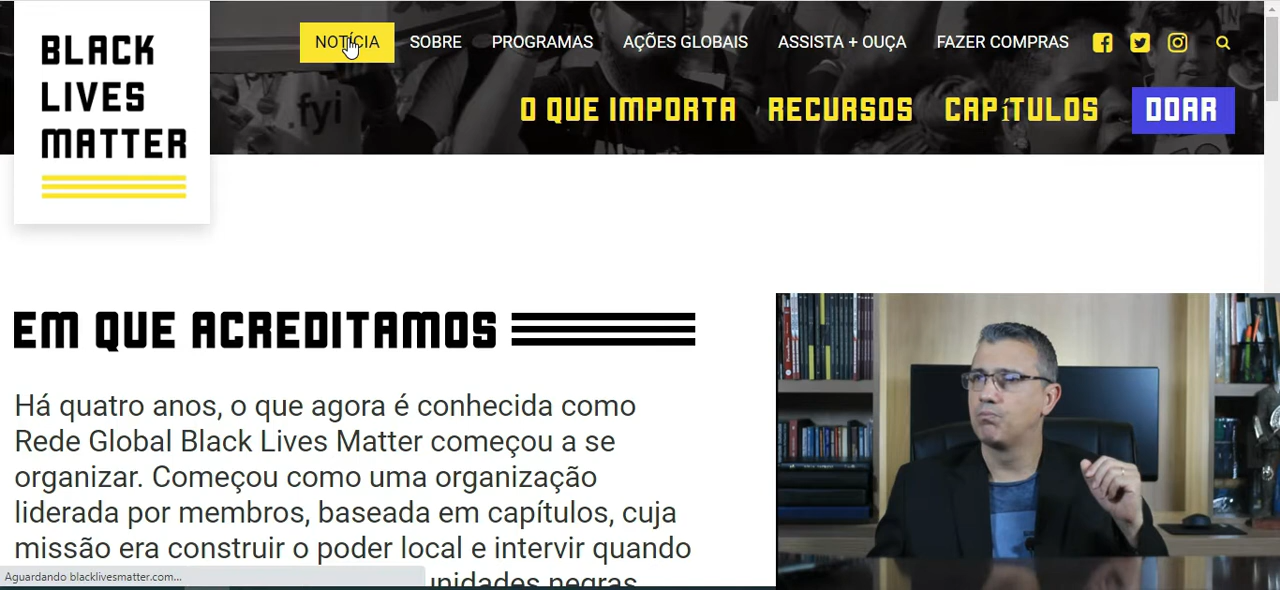 BLACK
LIVES
MATTER
NOTÍCIA SOBRE PROGRAMAS AÇÕES GLOBAIS ASSISTA + OUÇA FAZER COMPRAS
.fyi
O QUE IMPORTA RECURSOS CAPíTULOS DOAR
EM QUE ACREDITAMOS
Há quatro anos, o que agora é conhecida como
Rede Global Black Lives Matter começou a se
organizar. Começou como uma organização
liderada por membros, baseada em capítulos, cuja
missão era construir o poder local e intervir quando
negras
Aguardando blacklivesmatter.com...